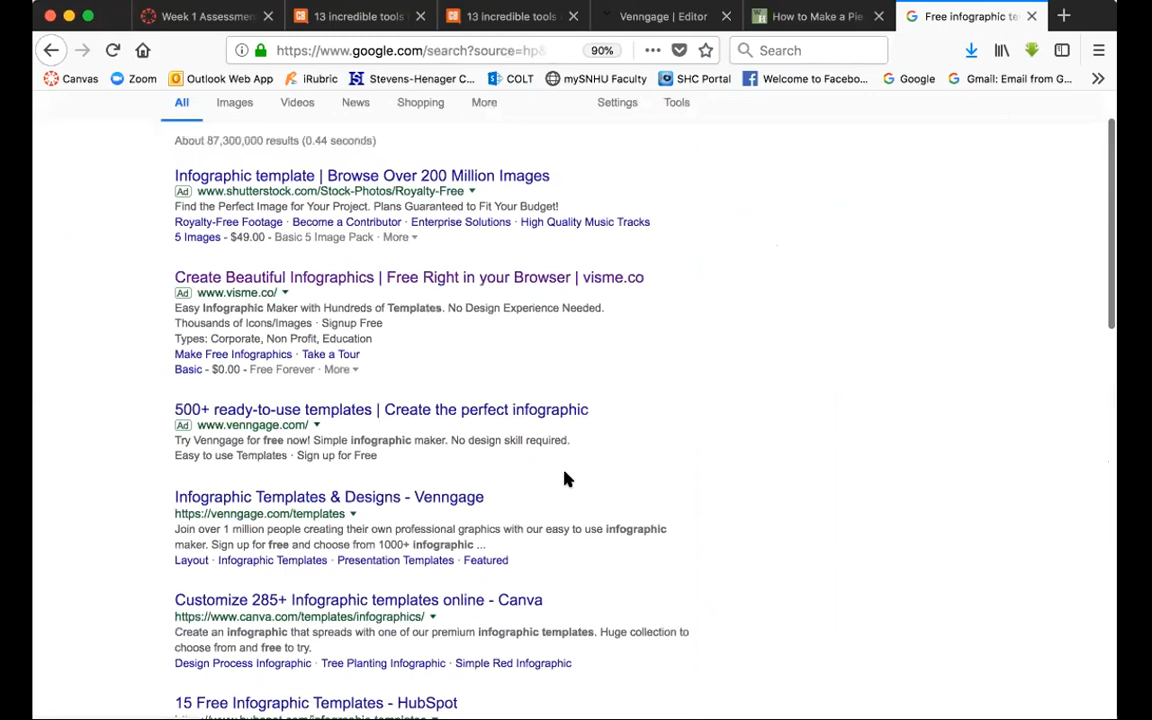 Week 1 Assessmen
13 incredible tools
13 incredible tools
Venngage | Editor
How to Make a Pie
Free infographic te
https://www.google.com/search?source=hp&
90%
Search
Canvas
Zoom
Outlook Web App
iRubric
Stevens-Henager C...
COLT
mySNHU Faculty
SHC Portal
Welcome to Facebo...
Google
Gmail: Email from G...
All
Images
Videos
News
Shopping
More
Settings
Tools
About 87,300,000 results (0.44 seconds)
Infographic template | Browse Over 200 Million Images
Ad www.shutterstock.com/Stock-Photos/Royalty-Free
Find the Perfect Image for Your Project. Plans Guaranteed to Fit Your Budget!
Royalty-Free Footage · Become a Contributor · Enterprise Solutions · High Quality Music Tracks
5 Images - $49.00 - Basic 5 Image Pack · More
Create Beautiful Infographics | Free Right in your Browser | visme.co
Ad www.visme.co/
Easy Infographic Maker with Hundreds of Templates. No Design Experience Needed.
Thousands of Icons/Images · Signup Free
Types: Corporate, Non Profit, Education
Make Free Infographics · Take a Tour
Basic - $0.00 - Free Forever · More
500+ ready-to-use templates | Create the perfect infographic
Ad www.venngage.com/
Try Venngage for free now! Simple infographic maker. No design skill required.
Easy to use Templates · Sign up for Free
Infographic Templates & Designs - Venngage
https://venngage.com/templates
Join over 1 million people creating their own professional graphics with our easy to use infographic
maker. Sign up for free and choose from 1000+ infographic ...
Layout · Infographic Templates · Presentation Templates · Featured
Customize 285+ Infographic templates online - Canva
https://www.canva.com/templates/infographics/
Create an infographic that spreads with one of our premium infographic templates. Huge collection to
choose from and free to try.
Design Process Infographic · Tree Planting Infographic · Simple Red Infographic
15 Free Infographic Templates - HubSpot